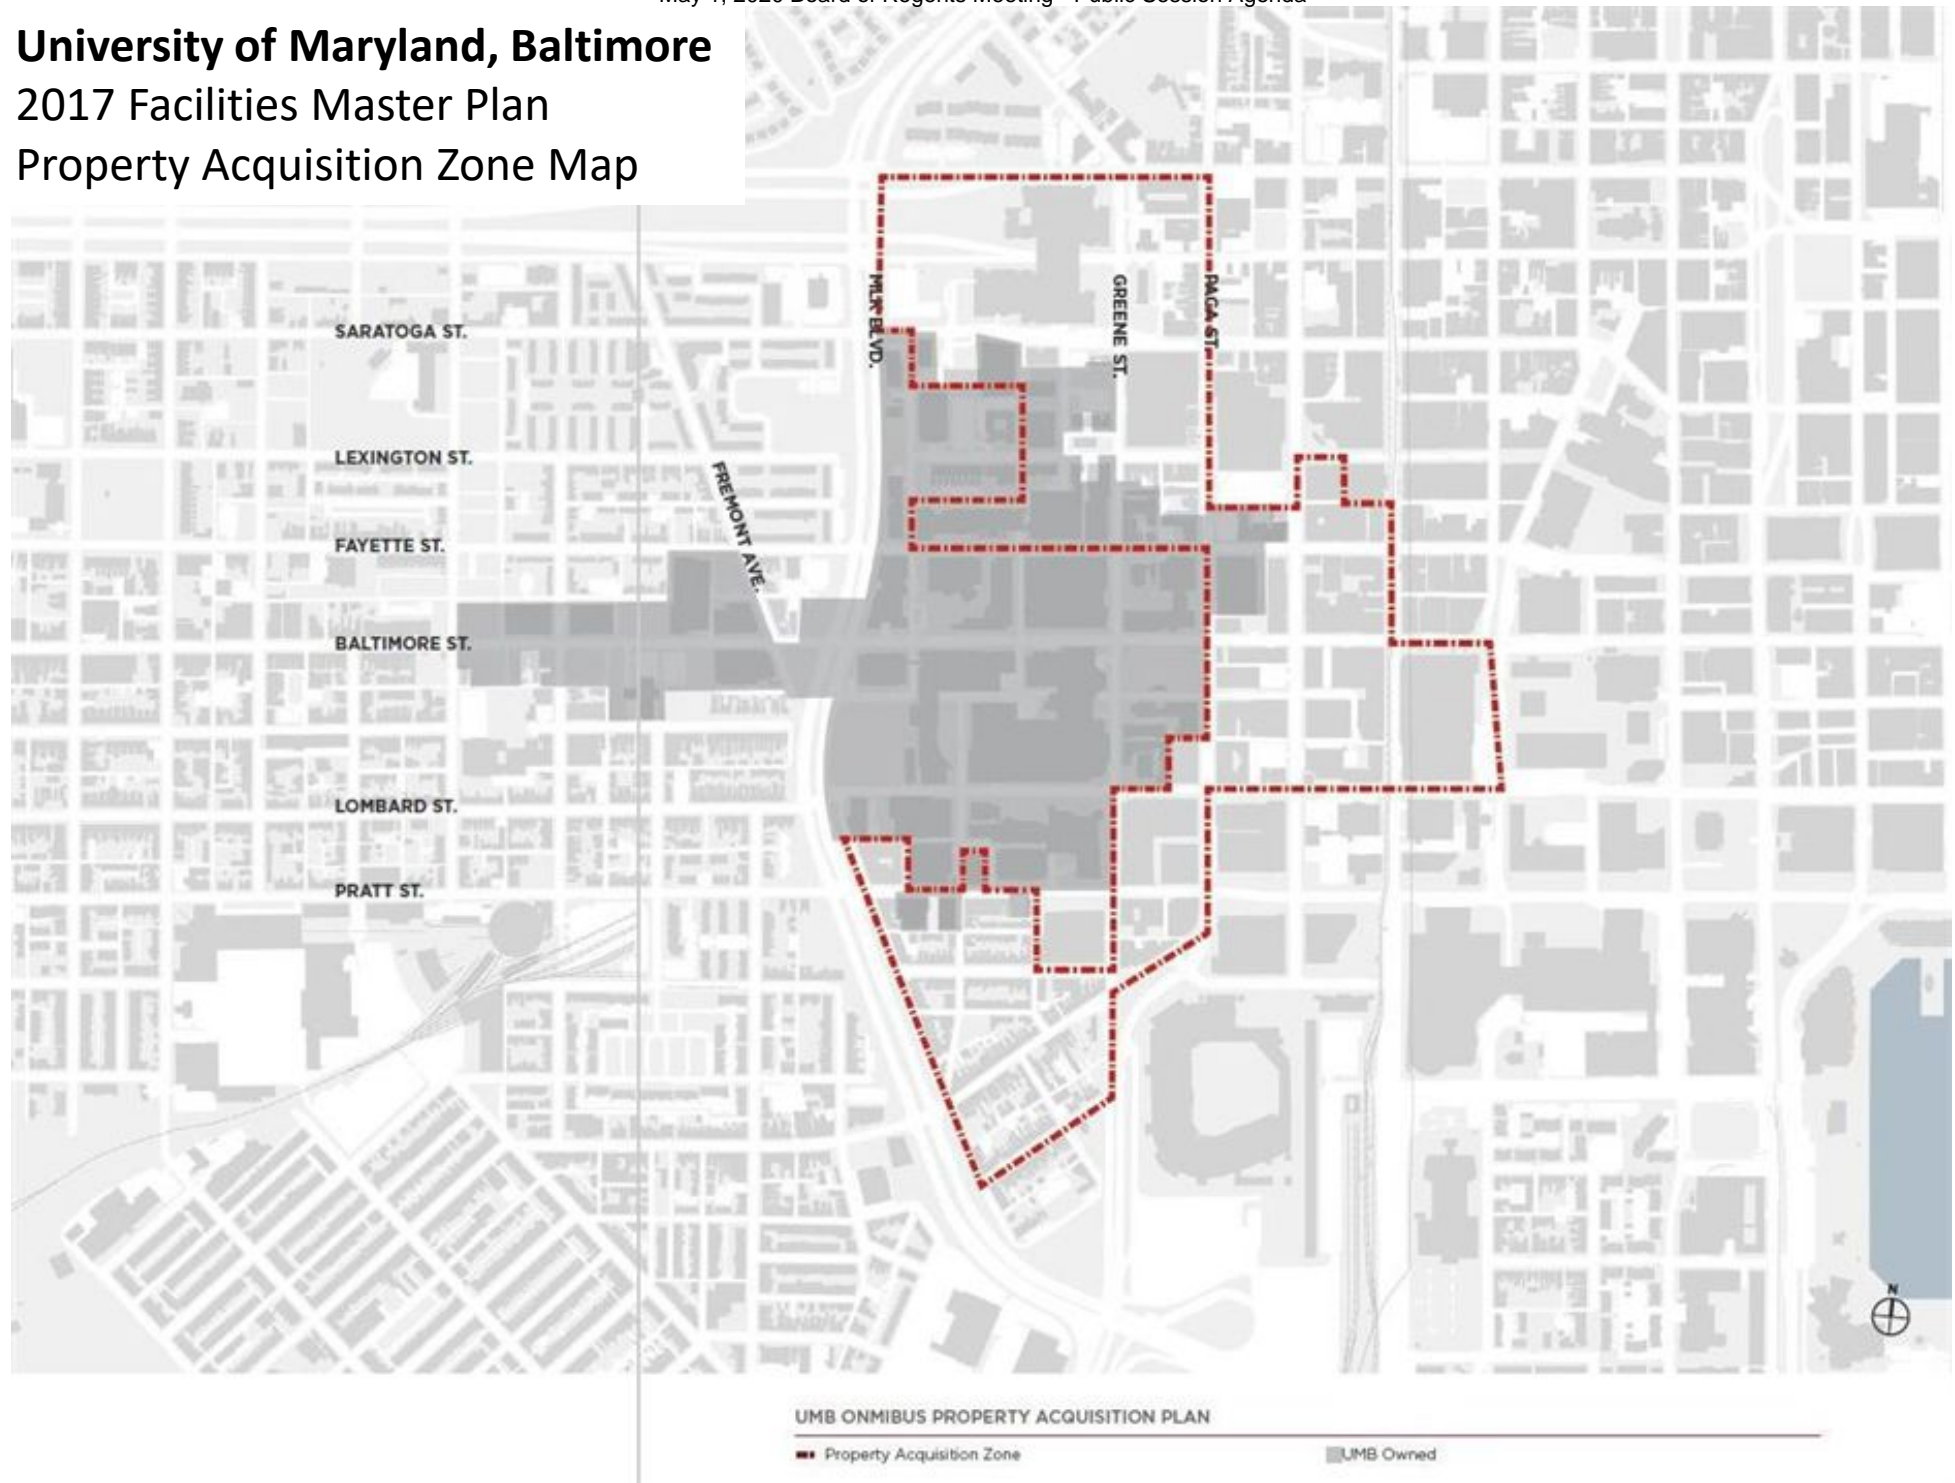 University of Maryland, Baltimore
2017 Facilities Master Plan
Property Acquisition Zone Map
MLK BLVD.
GREENE ST.
PACA ST.
SARATOGA ST.
LEXINGTON ST.
FREMONT AVE.
FAYETTE ST.
BALTIMORE ST.
LOMBARD ST.
PRATT ST.
N
UMB ONMIBUS PROPERTY ACQUISITION PLAN
Property Acquisition Zone
UMB Owned